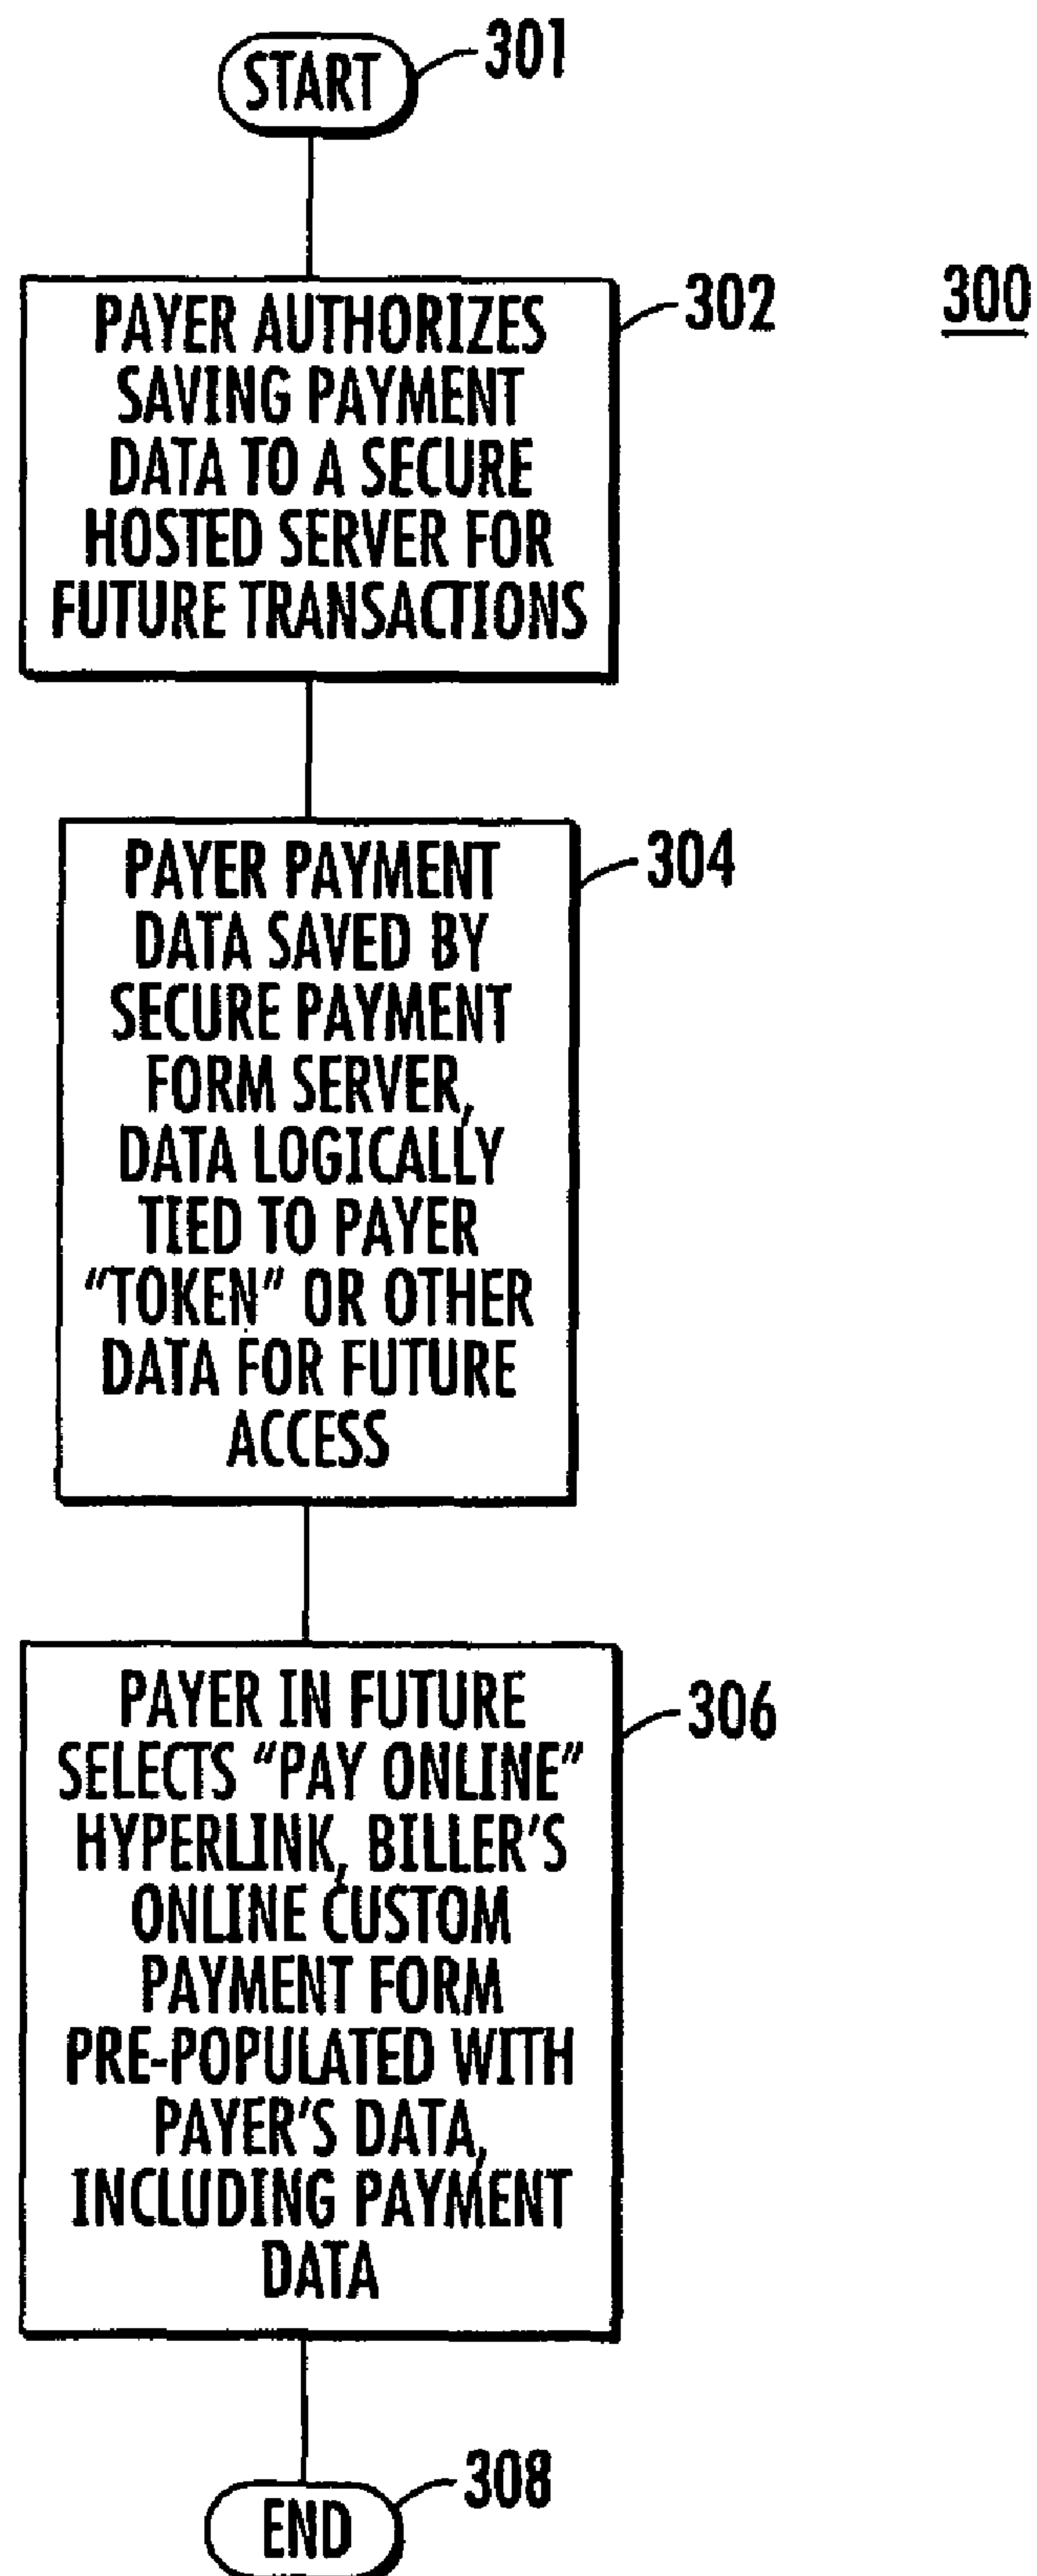 START
301
302
300
PAYER AUTHORIZES
SAVING PAYMENT
DATA TO A SECURE
HOSTED SERVER FOR
FUTURE TRANSACTIONS
304
PAYER PAYMENT
DATA SAVED BY
SECURE PAYMENT
FORM SERVER,
DATA LOGICALLY
TIED TO PAYER
“TOKEN” OR OTHER
DATA FOR FUTURE
ACCESS
306
PAYER IN FUTURE
SELECTS “PAY ONLINE”
HYPERLINK, BILLER’S
ONLINE CUSTOM
PAYMENT FORM
PRE-POPULATED WITH
PAYER’S DATA,
INCLUDING PAYMENT
DATA
308
END